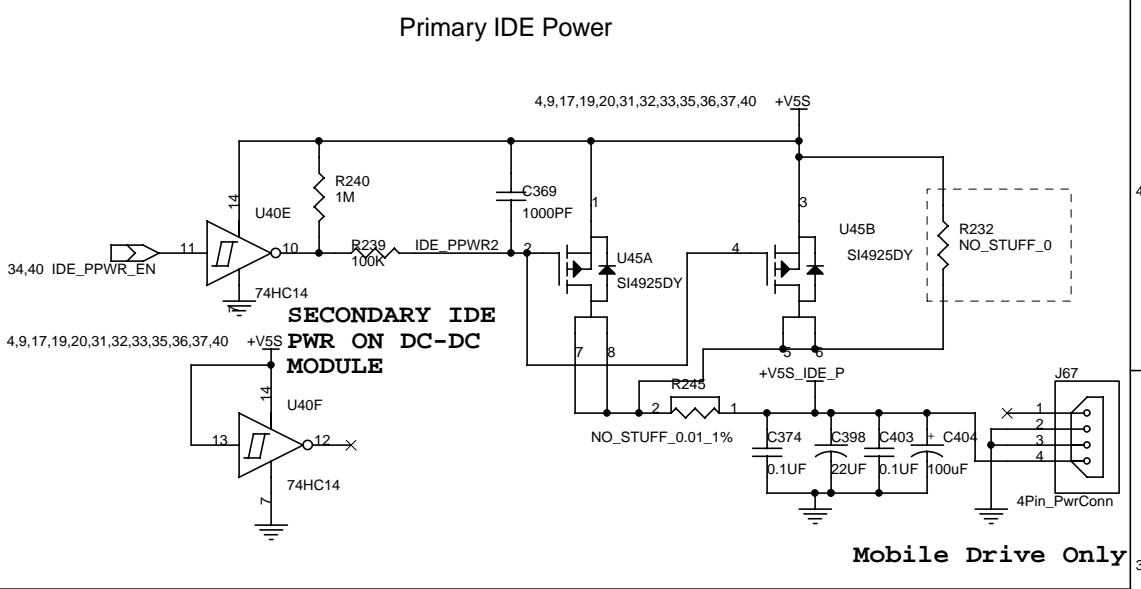 Primary IDE Power
4,9,17,19,20,31,32,33,35,36,37,40 +V5S
4
R240
1M
C369
1000PF
1
3
14
U40E
R232
NO_STUFF_0
U45B
SI4925DY
11
10
R239
100K
IDE_PPWR2
2
U45A
SI4925DY
4
34,40 IDE_PPWR_EN
74HC14
7
SECONDARY IDE
PWR ON DC-DC
MODULE
4,9,17,19,20,31,32,33,35,36,37,40 +V5S
7 8
5 6
+V5S_IDE_P
14
U40F
13
12
74HC14
7
R245
2 1
NO_STUFF_0.01_1%
C374
0.1UF
C398
22UF
C403
0.1UF
+ C404
100uF
J67
1
2
3
4
4Pin_PwrConn
Mobile Drive Only
3